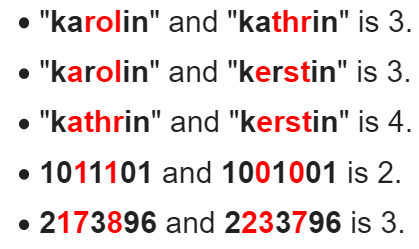 • "karolin" and "kathrin" is 3.
• "karolin" and "kerstin" is 3.
• "kathrin" and "kerstin" is 4.
• 1011101 and 1001001 is 2.
• 2173896 and 2233796 is 3.